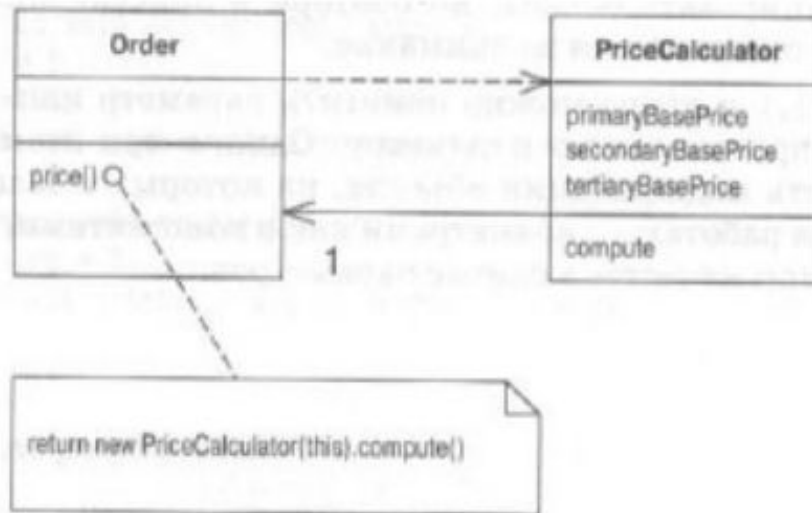 Order
PriceCalculator
primaryBasePrice
secondaryBasePrice
tertiaryBasePrice
price()
compute
1
return new PriceCalculator(this).compute()